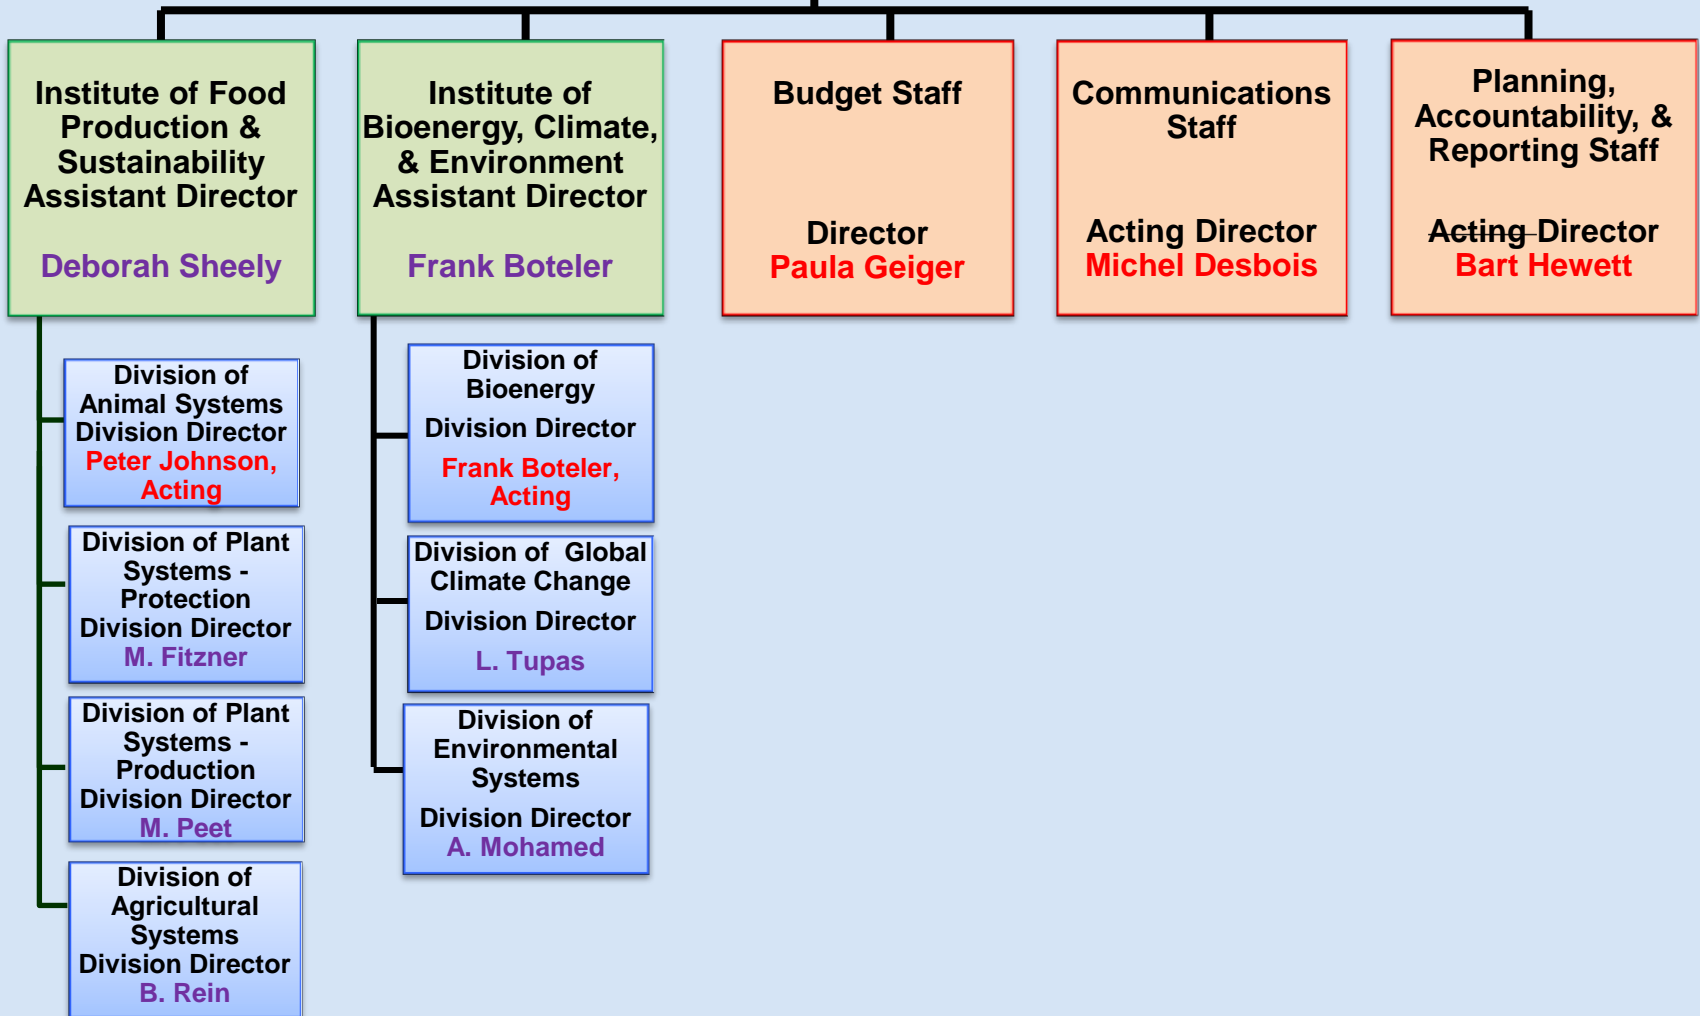 Institute of Food
Production &
Sustainability
Assistant Director
Deborah Sheely
Institute of
Bioenergy, Climate,
& Environment
Assistant Director
Frank Boteler
Budget Staff
Director
Paula Geiger
Communications
Staff
Acting Director
Michel Desbois
Planning,
Accountability, &
Reporting Staff
Acting Director
Bart Hewett
Division of
Animal Systems
Division Director
Peter Johnson,
Acting
Division of Plant
Systems -
Protection
Division Director
M. Fitzner
Division of Plant
Systems -
Production
Division Director
M. Peet
Division of
Agricultural
Systems
Division Director
B. Rein
Division of
Bioenergy
Division Director
Frank Boteler,
Acting
Division of Global
Climate Change
Division Director
L. Tupas
Division of
Environmental
Systems
Division Director
A. Mohamed